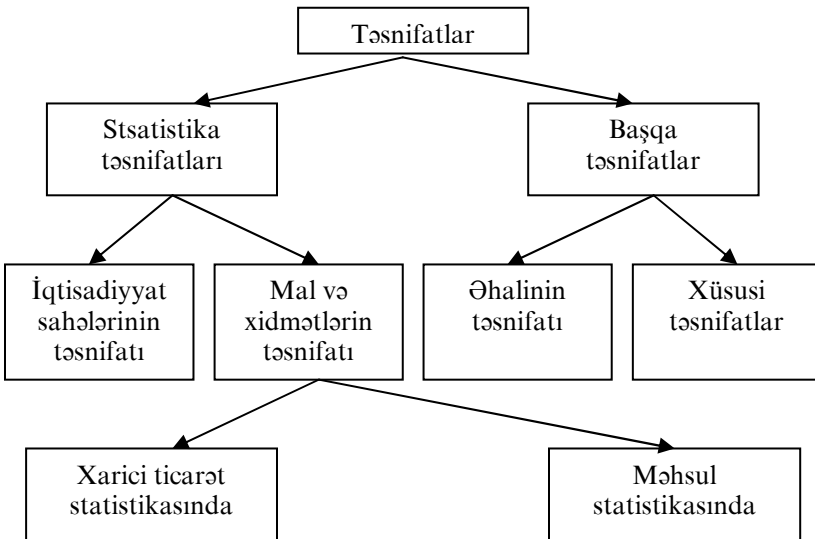 Təsnifatlar
Stsatistika
təsnifatları
Başqa
təsnifatlar
İqtisadiyyat
sahələrinin
təsnifatı
Mal və
xidmətlərin
təsnifatı
Əhalinin
təsnifatı
Xüsusi
təsnifatlar
Xarici ticarət
statistikasında
Məhsul
statistikasında